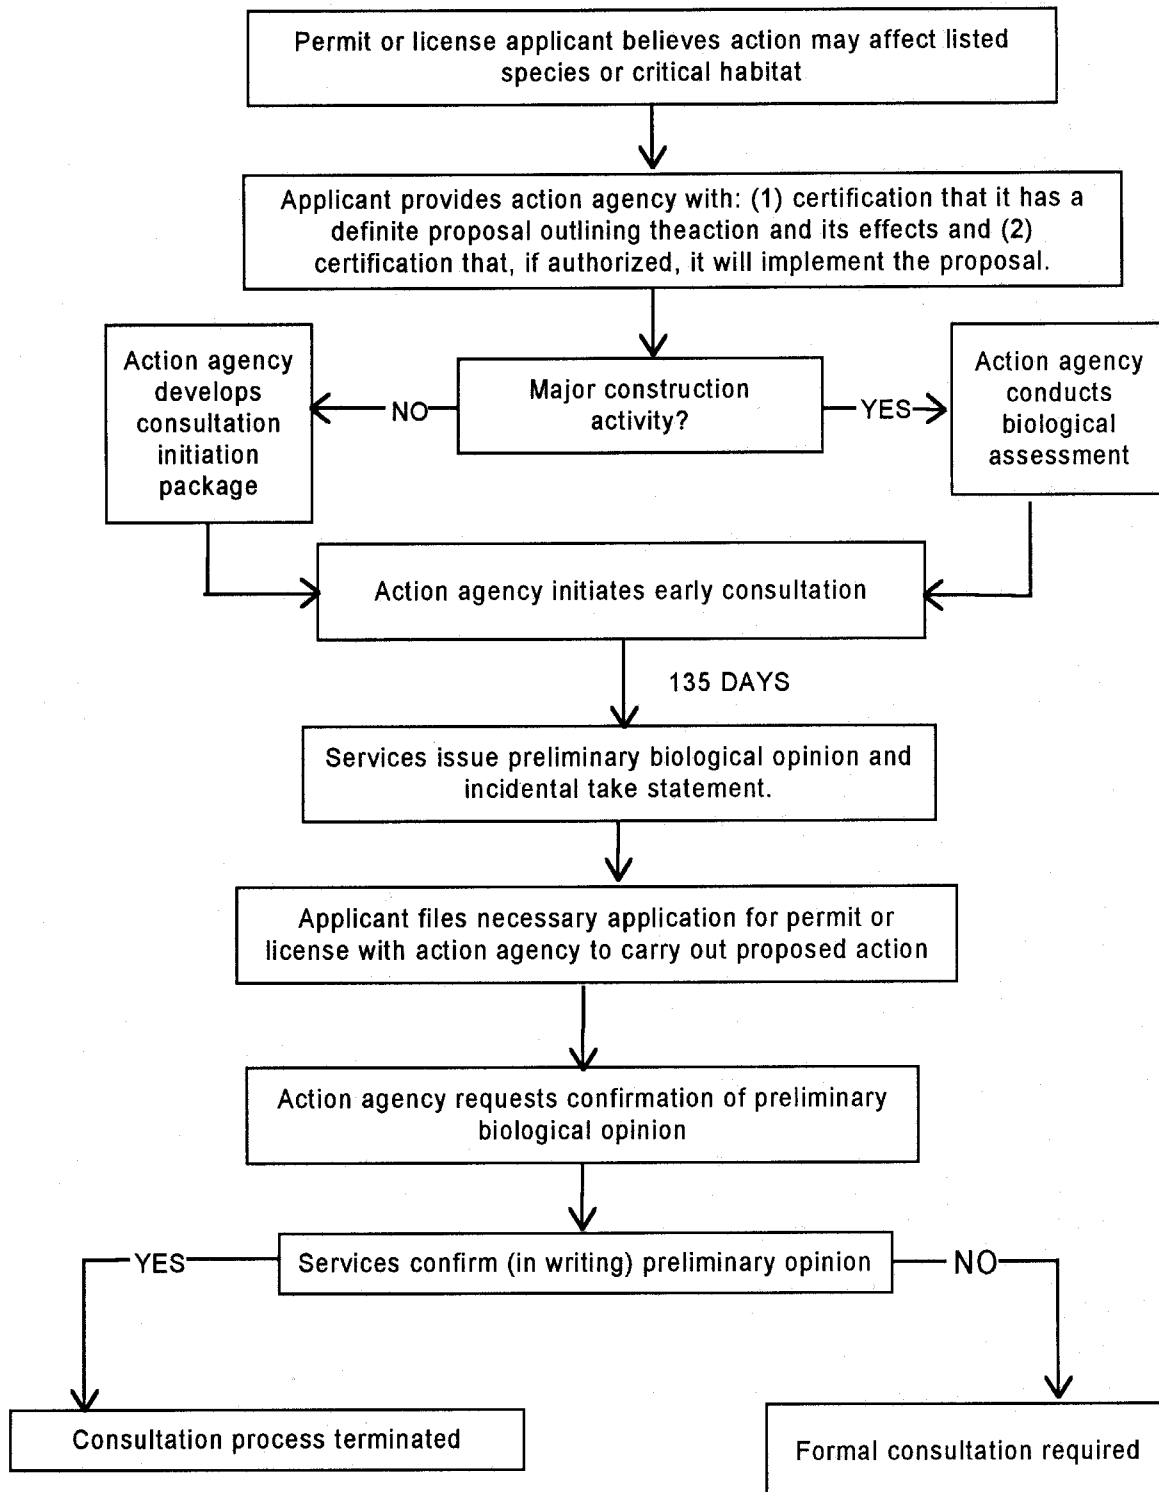 Permit or license applicant believes action may affect listed
species or critical habitat
Applicant provides action agency with: (1) certification that it has a
definite proposal outlining theaction and its effects and (2)
certification that, if authorized, it will implement the proposal.
Major construction
activity?
NO
YES
Action agency
develops
consultation
initiation
package
Action agency
conducts
biological
assessment
Action agency initiates early consultation
135 DAYS
Services issue preliminary biological opinion and
incidental take statement.
Applicant files necessary application for permit or
license with action agency to carry out proposed action
Action agency requests confirmation of preliminary
biological opinion
Services confirm (in writing) preliminary opinion
YES
NO
Consultation process terminated
Formal consultation required